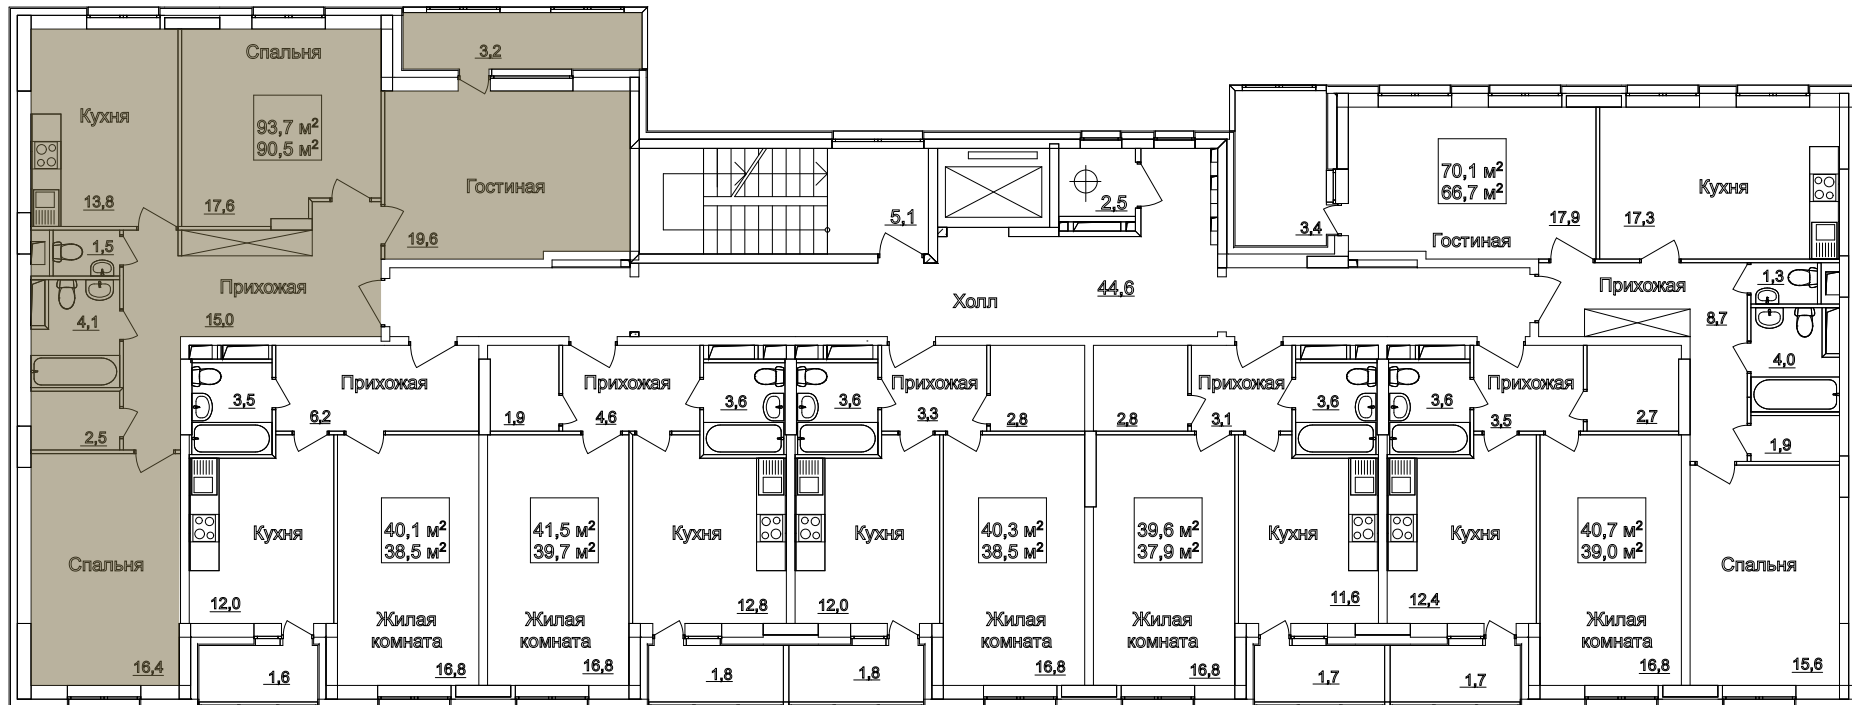 Спальня
3,2
Кухня
93,7 м²
90,5 м²
Гостиная
13,8
17,6
19,6
1,5
Прихожая
4,1
15,0
2,5
Спальня
16,4
5,1
2,5
Холл
44,6
3,4
70,1 м²
66,7 м²
17,9
Гостиная
Кухня
17,3
Прихожая
1,3
8,7
4,0
1,9
Спальня
15,6
Прихожая
3,5
6,2
Кухня
40,1 м²
38,5 м²
12,0
Жилая
комната
16,8
1,6
Прихожая
1,9
4,6
3,6
41,5 м²
39,7 м²
Кухня
12,8
Жилая
комната
16,8
1,8
3,6
Прихожая
3,3
2,8
Кухня
40,3 м²
38,5 м²
12,0
Жилая
комната
16,8
1,8
2,8
Прихожая
3,1
3,6
39,6 м²
37,9 м²
Кухня
11,6
Жилая
комната
16,8
1,7
3,6
Прихожая
3,5
2,7
Кухня
40,7 м²
39,0 м²
12,4
Жилая
комната
16,8
1,7